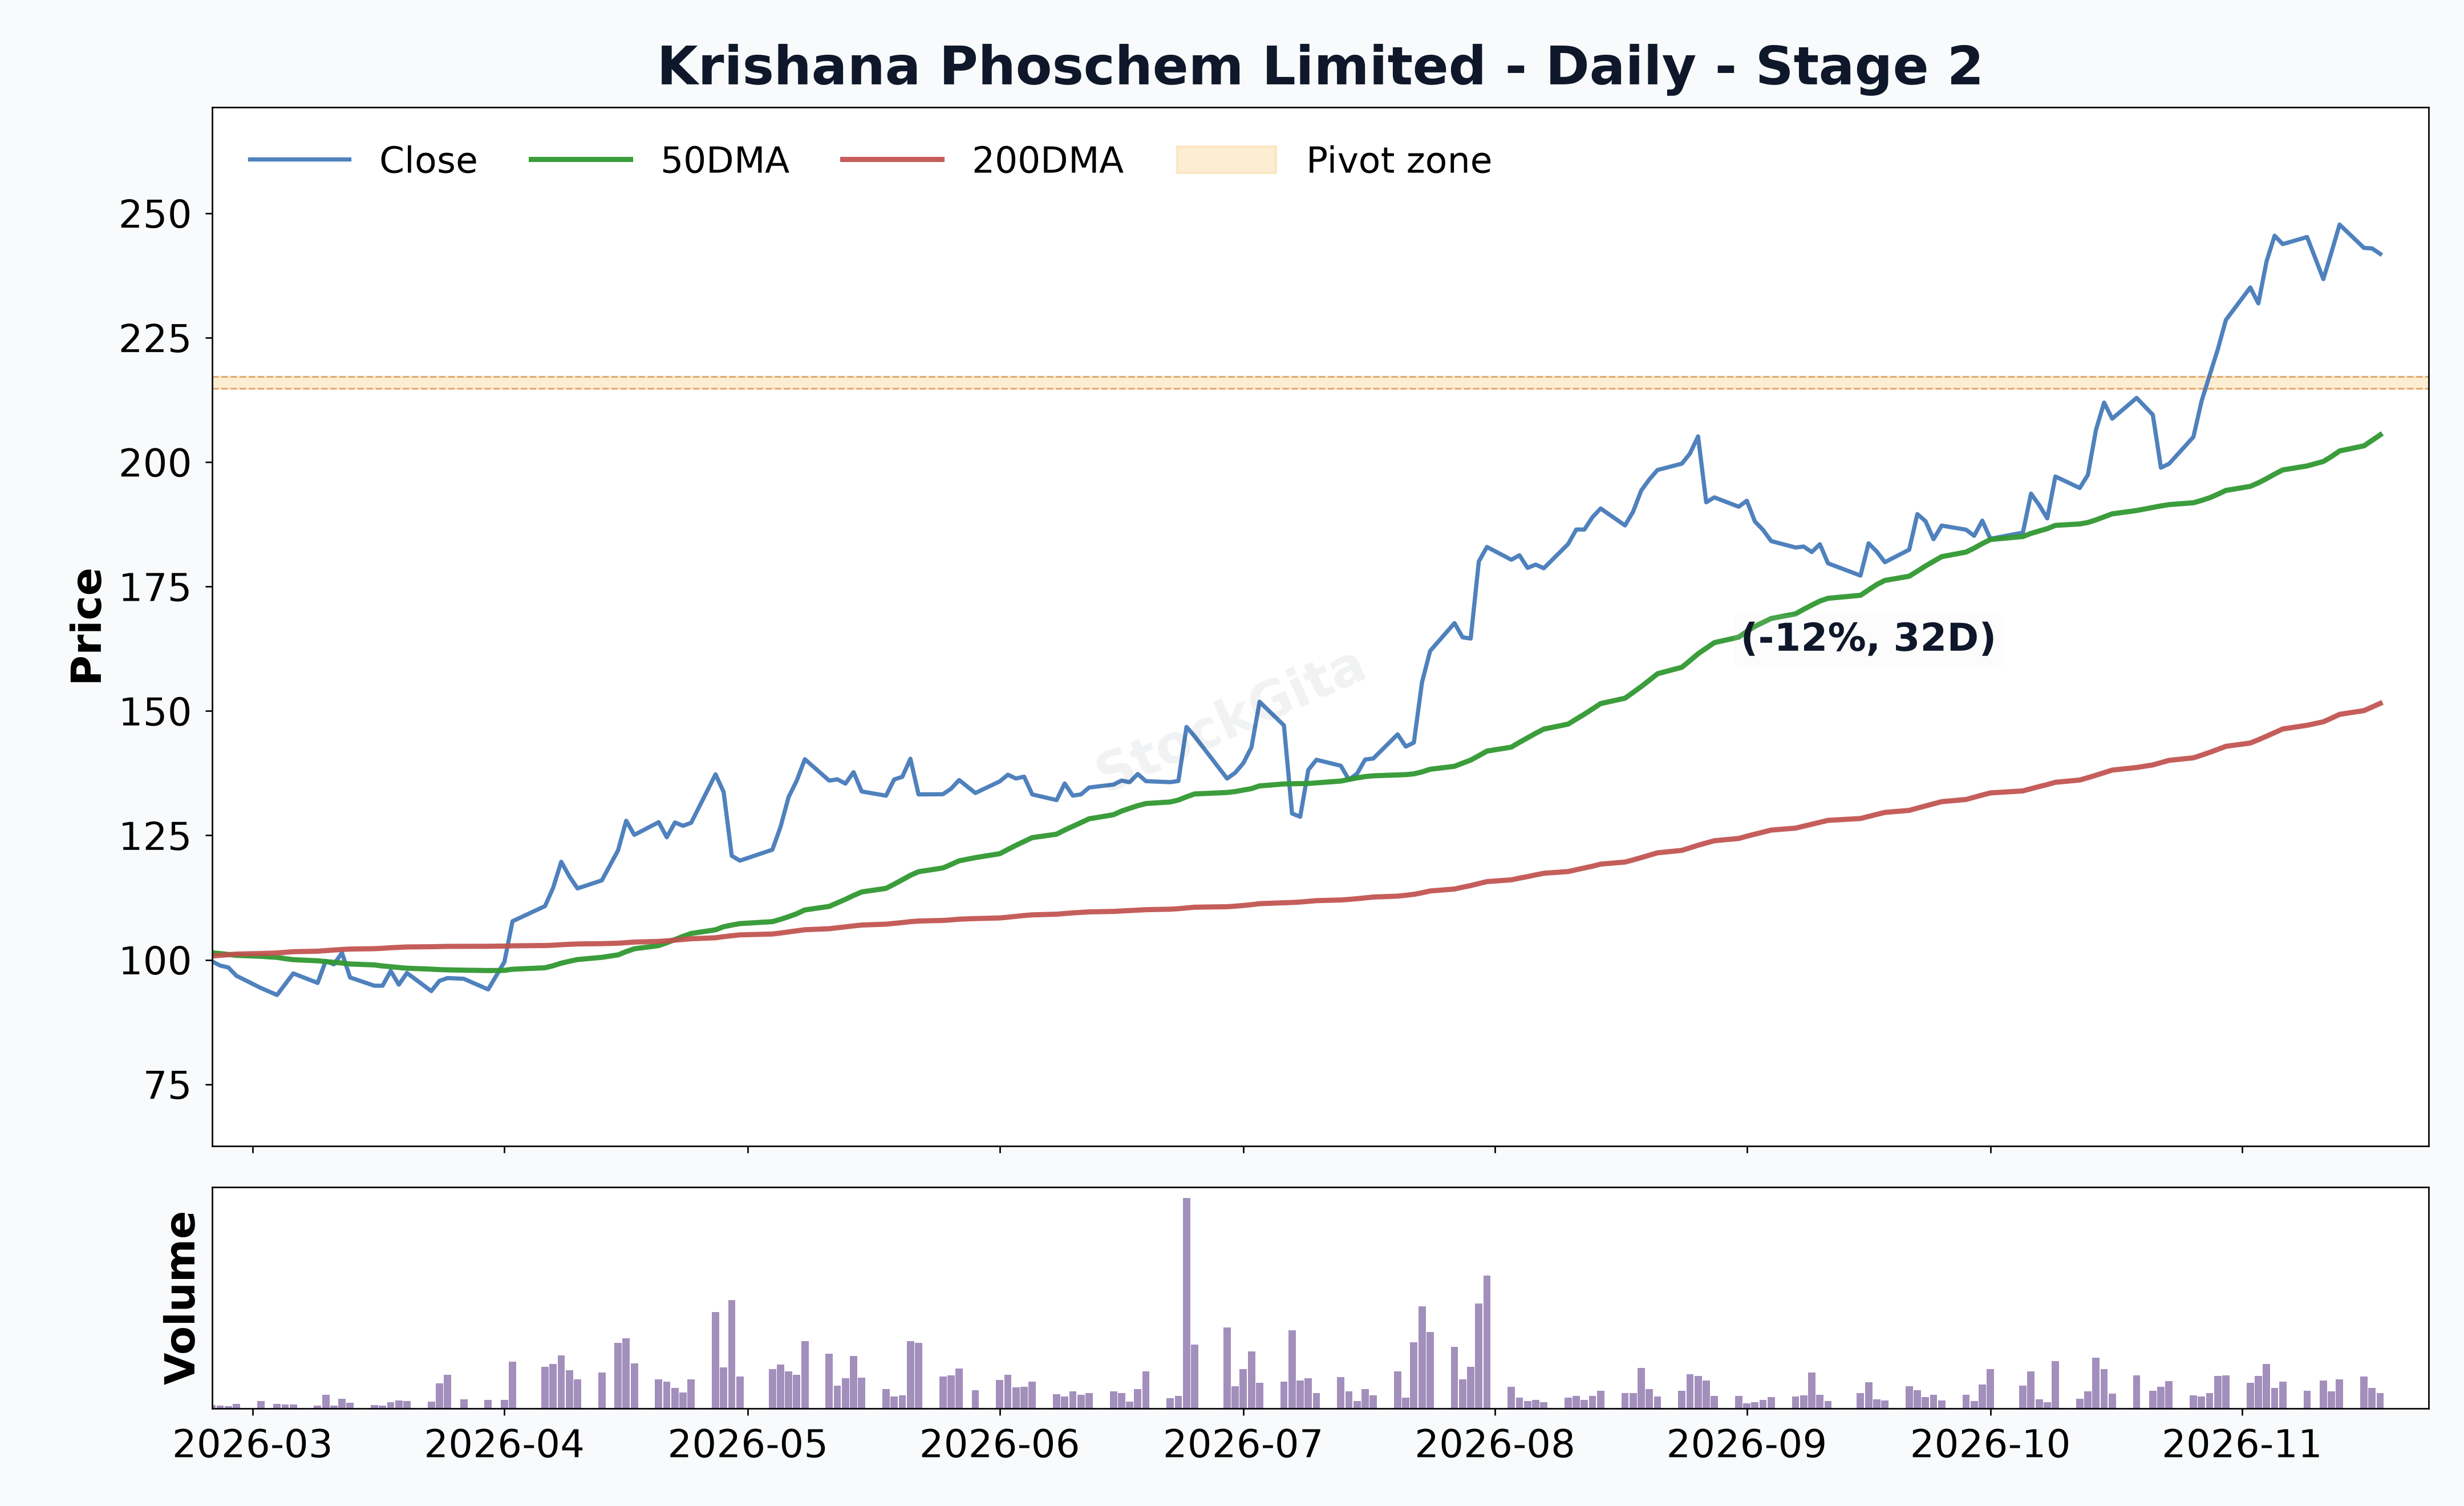 Krishana Phoschem Limited - Daily - Stage 2
Close 50DMA 200DMA Pivot zone
250
225
200
175
150
125
100
75
Price
(-12%, 32D)
StockGita
Volume
2026-03 2026-04 2026-05 2026-06 2026-07 2026-08 2026-09 2026-10 2026-11